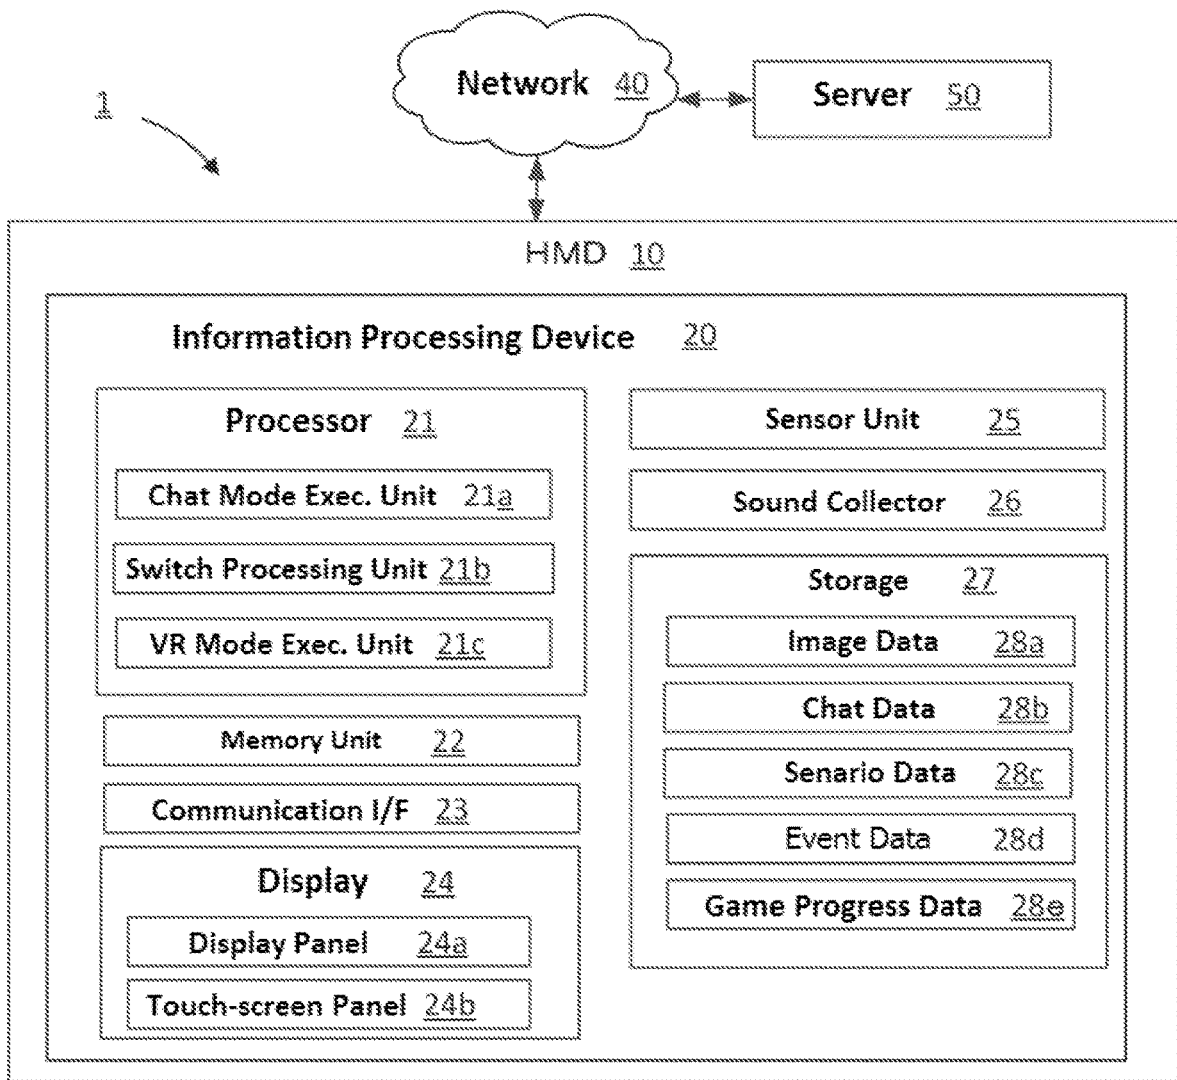 Network 40
Server 50
1
HMD 10
Information Processing Device 20
Processor 21
Chat Mode Exec. Unit 21a
Switch Processing Unit 21b
VR Mode Exec. Unit 21c
Memory Unit 22
Communication I/F 23
Display 24
Display Panel 24a
Touch-screen Panel 24b
Sensor Unit 25
Sound Collector 26
Storage 27
Image Data 28a
Chat Data 28b
Senario Data 28c
Event Data 28d
Game Progress Data 28e